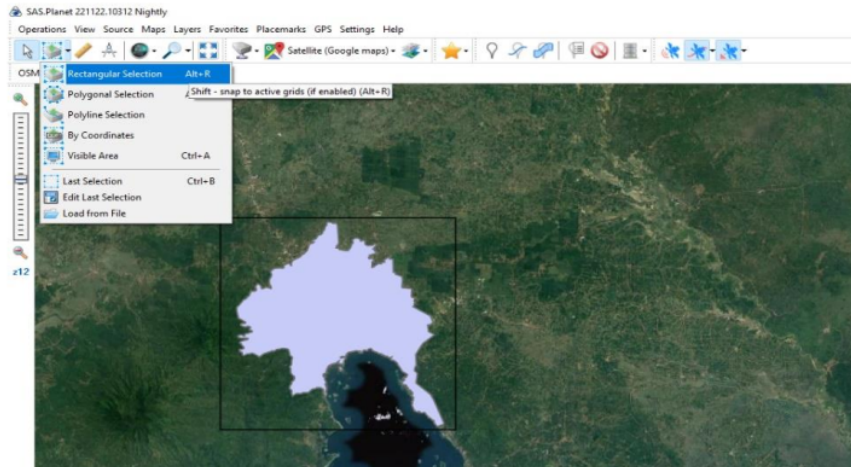 SAS.Planet 221122.10312 Nightly
Operations View Source Maps Layers Favorites Placemarks GPS Settings Help
Satellite (Google maps)
OSM
Rectangular Selection Alt+R
Shift - snap to active grids (if enabled) (Alt+R)
Polygonal Selection
Polyline Selection
By Coordinates
Visible Area Ctrl+A
Last Selection Ctrl+B
Edit Last Selection
Load from File
z12